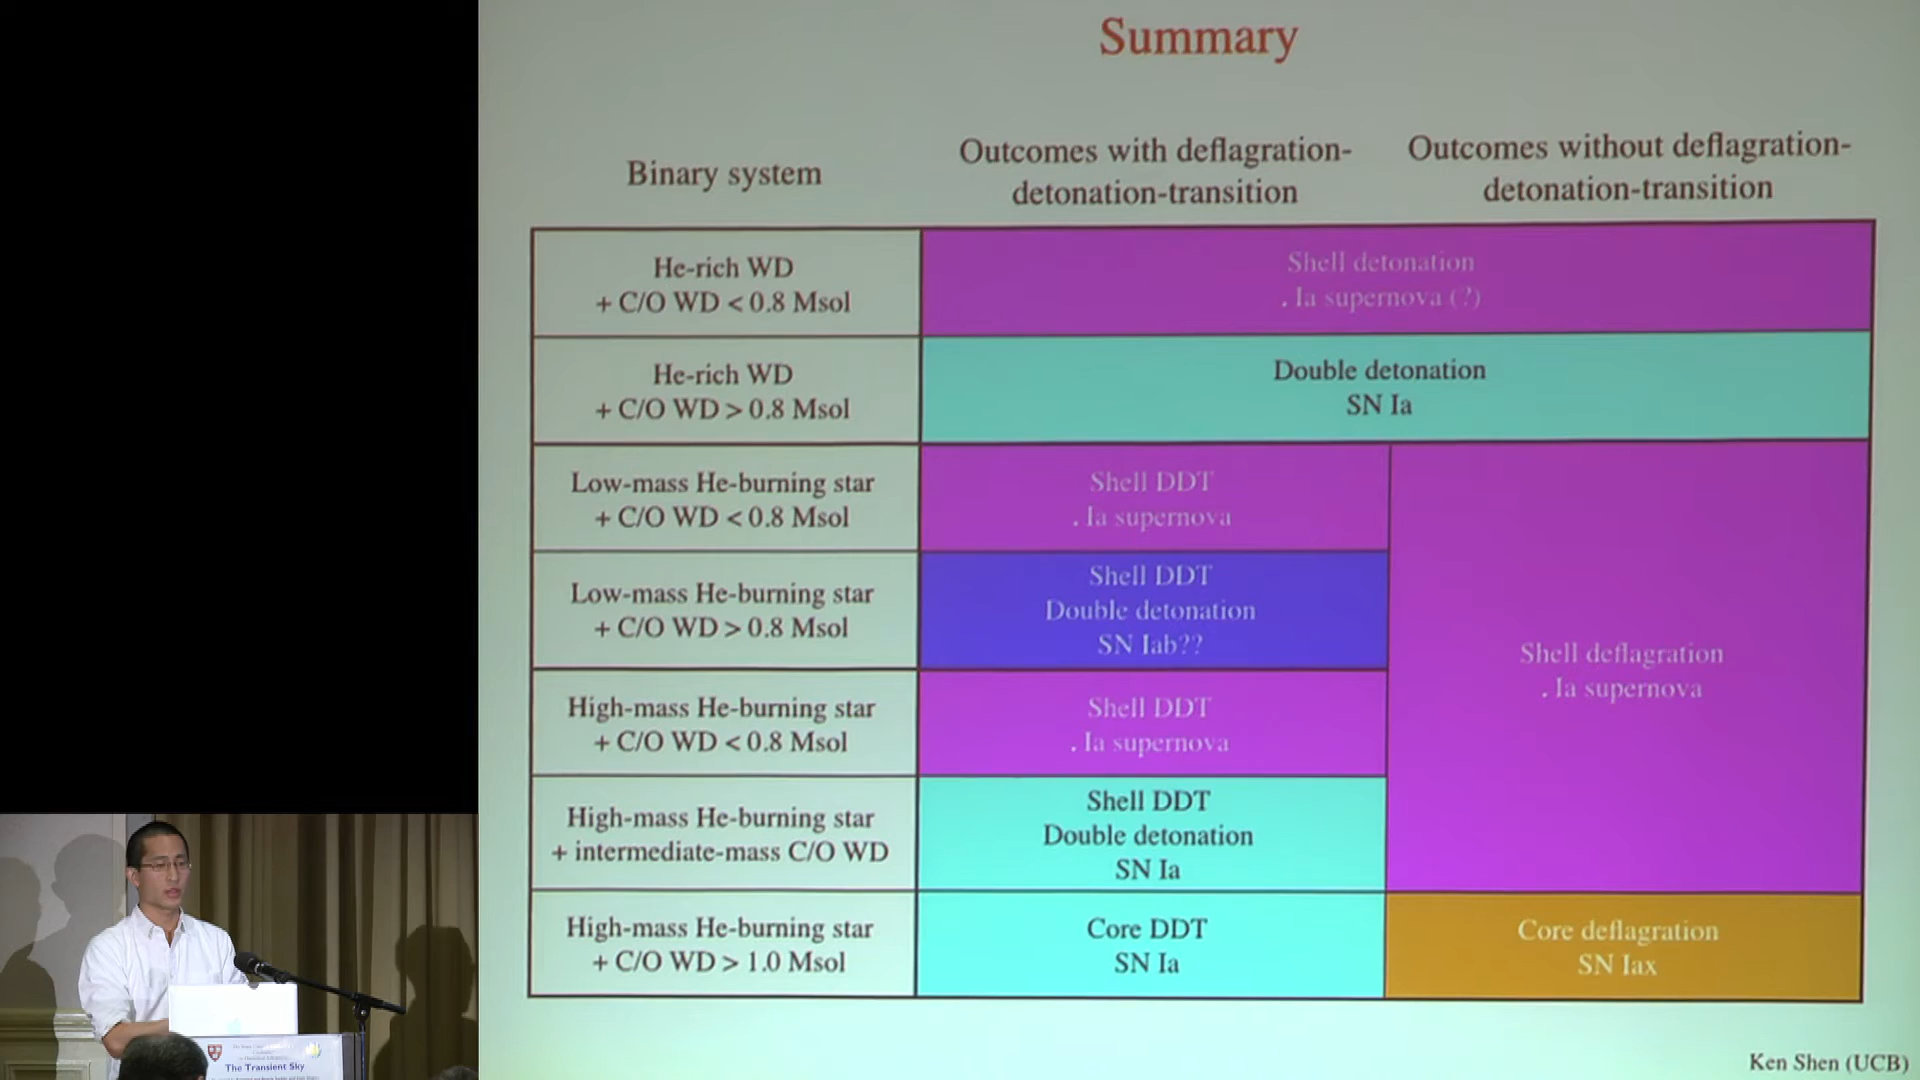 Summary
Binary system
Outcomes with deflagration-
detonation-transition
Outcomes without deflagration-
detonation-transition
He-rich WD
+ C/O WD < 0.8 Msol
Shell detonation
. Ia supernova (?)
He-rich WD
+ C/O WD > 0.8 Msol
Double detonation
SN Ia
Low-mass He-burning star
+ C/O WD < 0.8 Msol
Shell DDT
. Ia supernova
Low-mass He-burning star
+ C/O WD > 0.8 Msol
Shell DDT
Double detonation
SN Iab??
Shell deflagration
. Ia supernova
High-mass He-burning star
+ C/O WD < 0.8 Msol
Shell DDT
. Ia supernova
High-mass He-burning star
+ intermediate-mass C/O WD
Shell DDT
Double detonation
SN Ia
High-mass He-burning star
+ C/O WD > 1.0 Msol
Core DDT
SN Ia
Core deflagration
SN Iax
Ken Shen (UCB)
The Transient Sky